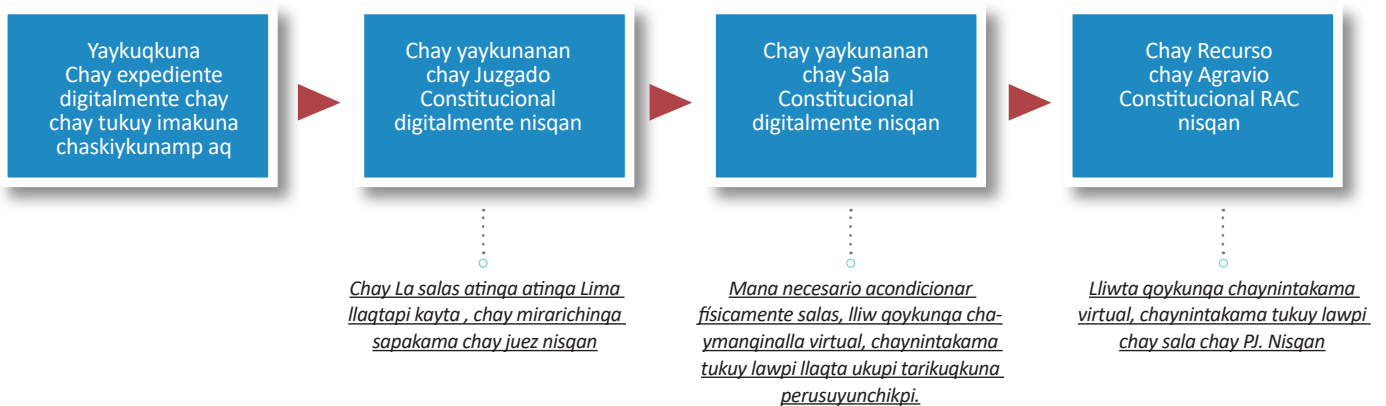 Yaykuqkuna
Chay expediente
digitalmente chay
chay tukuy imakuna
chaskiykunamp aq
Chay yaykunanan
chay Juzgado
Constitucional
digitalmente nisqan
Chay yaykunanan
chay Sala
Constitucional
digitalmente nisqan
Chay Recurso
chay Agravio
Constitucional RAC
nisqan
Chay La salas atinqa atinqa Lima
llaqtapi kayta , chay mirarichinqa
sapakama chay juez nisqan
Mana necesario acondicionar
físicamente salas, lliw qoykunqa cha-
ymanqinalla virtual, chaynintakama
tukuy lawpi llaqta ukupi tarikuqkuna
perusuyunchikpi.
Lliwta qoykunqa chaynintakama
virtual, chaynintakama tukuy lawpi
chay sala chay PJ. Nisqan